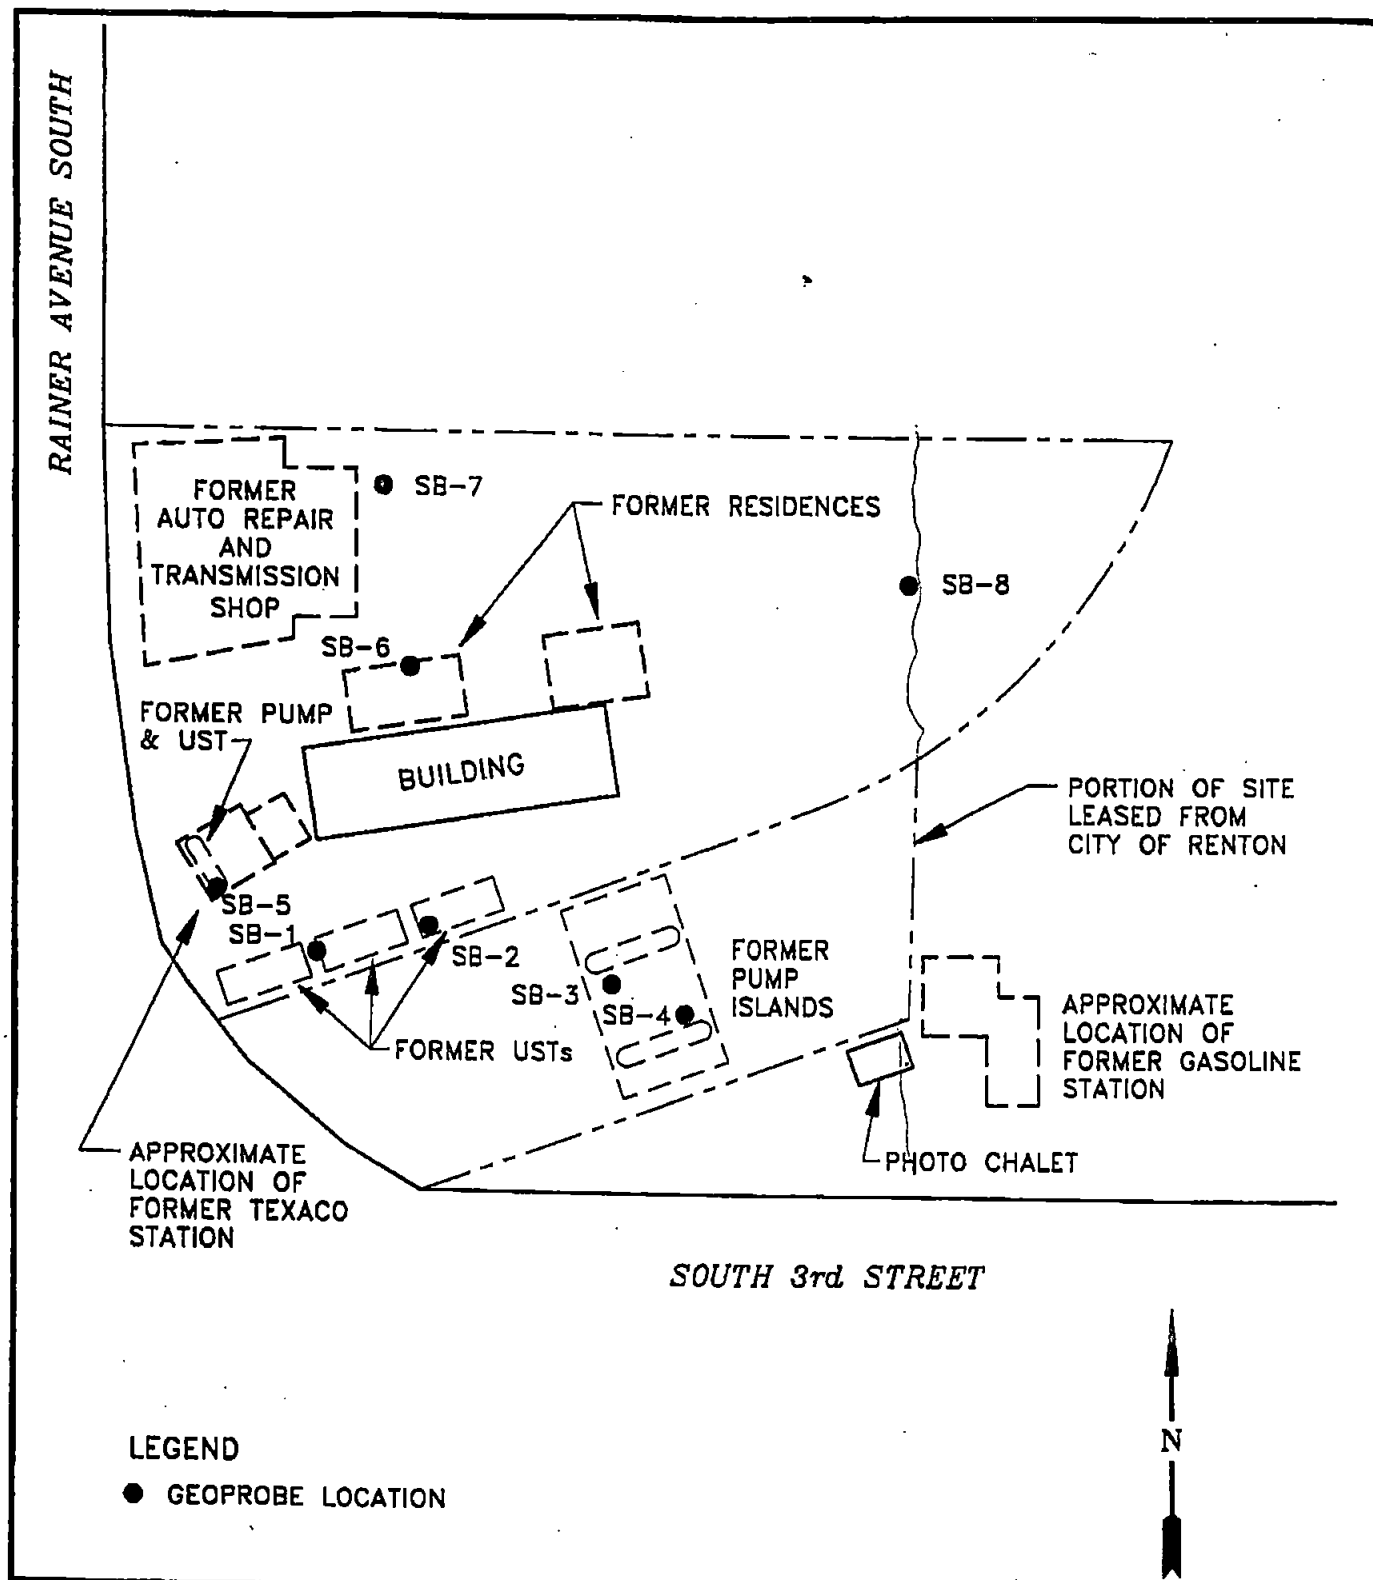 RAINER AVENUE SOUTH
FORMER
AUTO REPAIR
AND
TRANSMISSION
SHOP
SB-7
FORMER RESIDENCES
SB-8
SB-6
FORMER PUMP
& UST
BUILDING
PORTION OF SITE
LEASED FROM
CITY OF RENTON
SB-5
SB-1
SB-2
SB-3
SB-4
FORMER
PUMP
ISLANDS
FORMER USTs
APPROXIMATE
LOCATION OF
FORMER GASOLINE
STATION
APPROXIMATE
LOCATION OF
FORMER TEXACO
STATION
PHOTO CHALET
SOUTH 3rd STREET
N
LEGEND
GEOPROBE LOCATION